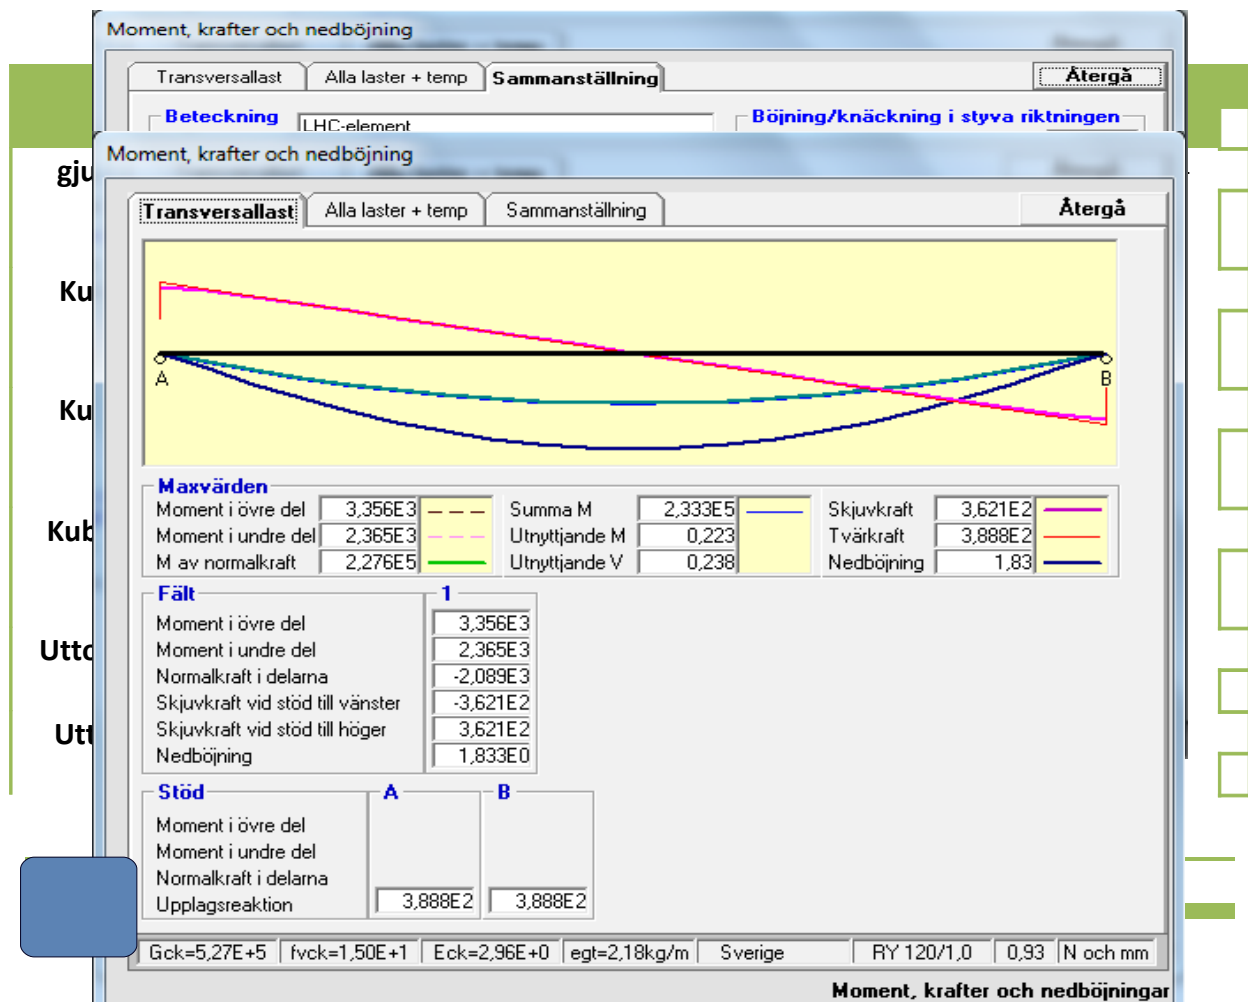 Moment, krafter och nedböjning
Transversallast Alla laster + temp Sammanställning Återgå
Beteckning LHC-element Böjning/knäckning i styva riktningen
Moment, krafter och nedböjning
gju
Transversallast Alla laster + temp Sammanställning Återgå
Ku
A B
Ku
Maxvärden
Moment i övre del 3,356E3 Summa M 2,333E5 Skjuvkraft 3,621E2
Kub Moment i undre del 2,365E3 Utnyttjande M 0,223 Tvärkraft 3,888E2
M av normalkraft 2,276E5 Utnyttjande V 0,238 Nedböjning 1,83
Fält 1
Moment i övre del 3,356E3
Utto Moment i undre del 2,365E3
Normalkraft i delarna -2,089E3
Skjuvkraft vid stöd till vänster -3,621E2
Utt Skjuvkraft vid stöd till höger 3,621E2
Nedböjning 1,833E0
Stöd A B
Moment i övre del
Moment i undre del
Normalkraft i delarna
Upplagsreaktion 3,888E2 3,888E2
Gck=5,27E+5 fvck=1,50E+1 Eck=2,96E+0 egt=2,18kg/m Sverige RY 120/1,0 0,93 N och mm
Moment, krafter och nedböjningar